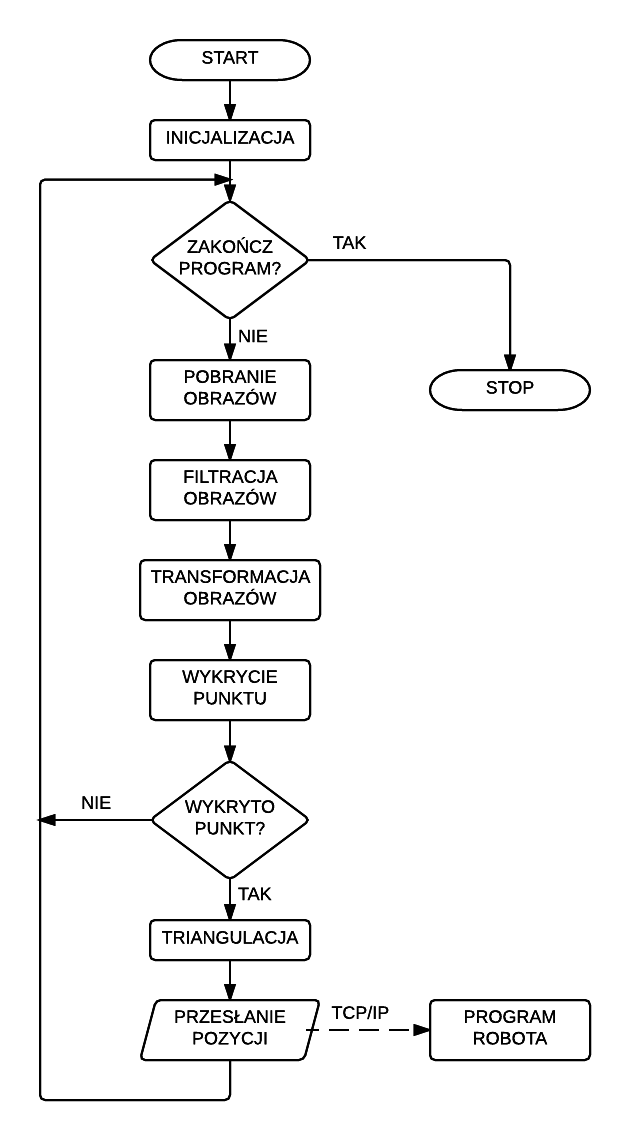 START
INICJALIZACJA
ZAKOŃCZ
PROGRAM?
TAK
NIE
POBRANIE
OBRAZÓW
STOP
FILTRACJA
OBRAZÓW
TRANSFORMACJA
OBRAZÓW
WYKRYCIE
PUNKTU
WYKRYTO
PUNKT?
NIE
TAK
TRIANGULACJA
PRZESŁANIE
POZYCJI
TCP/IP
PROGRAM
ROBOTA